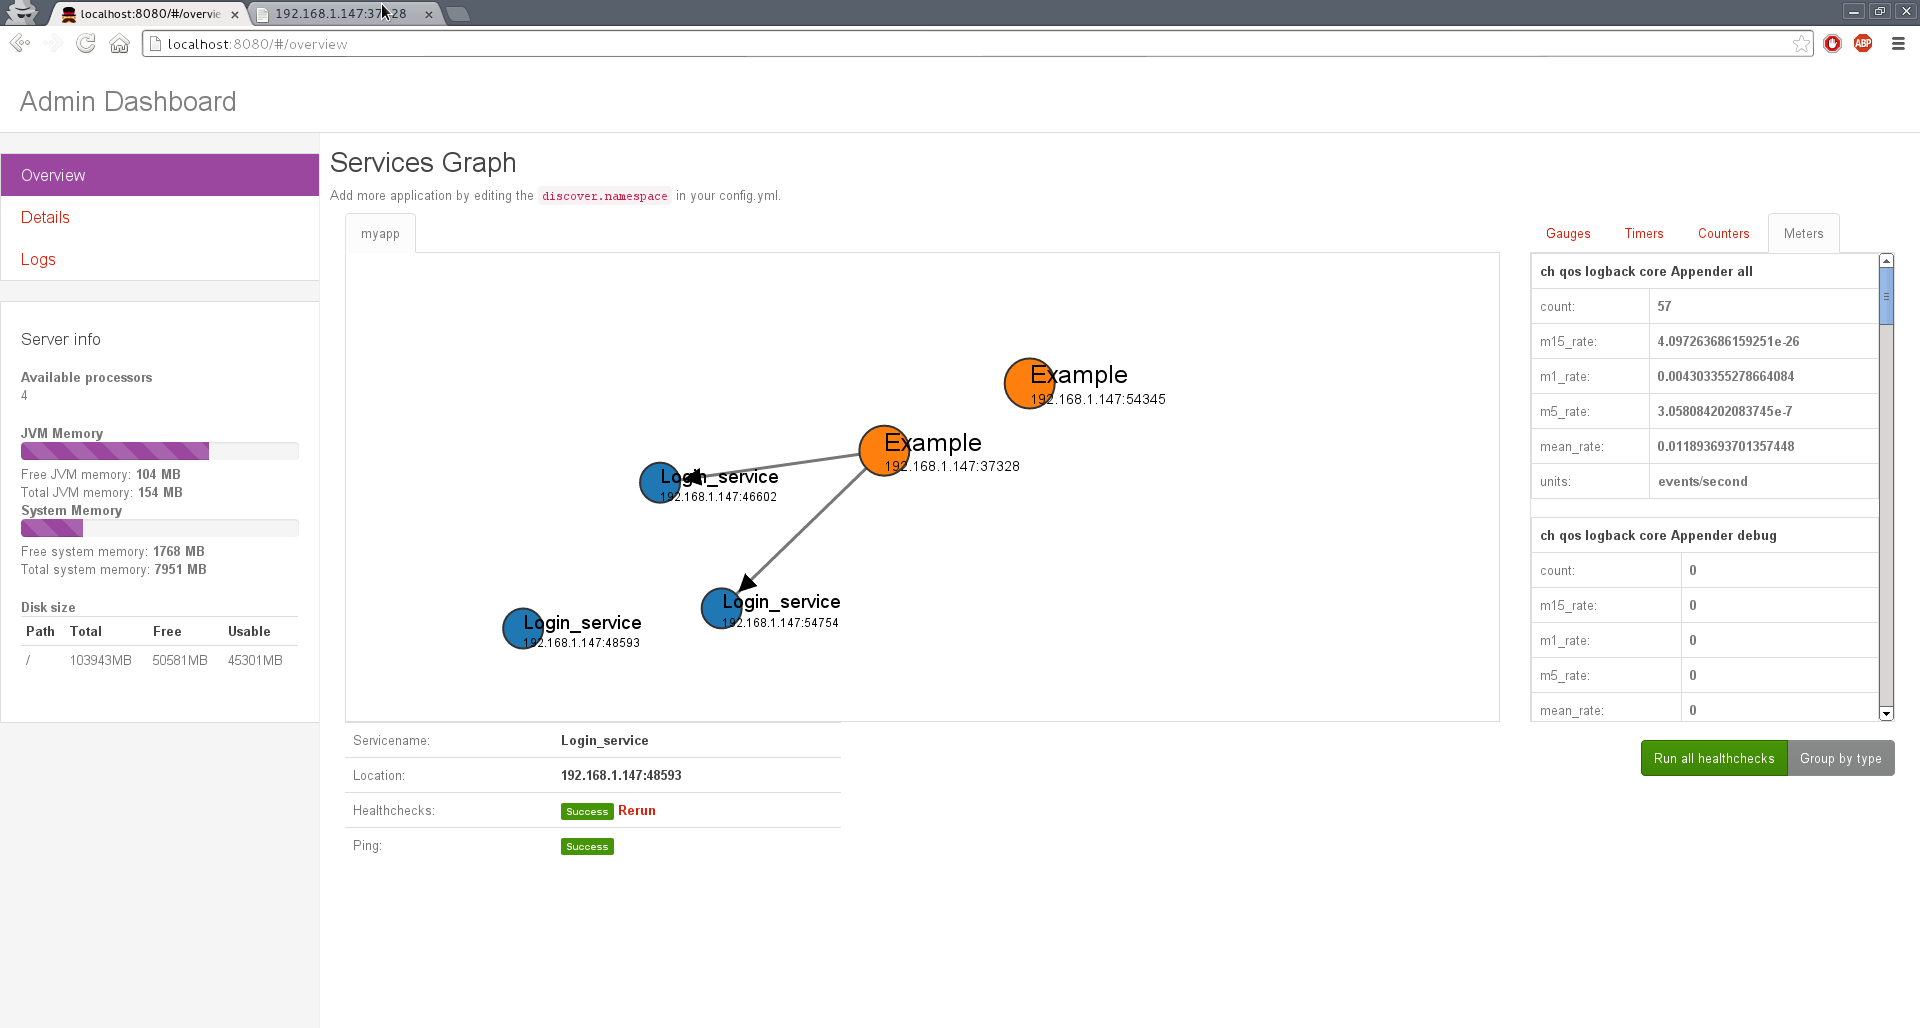 localhost:8080/#/overvie
192.168.1.147:37328
localhost:8080/#/overview
ABP
Admin Dashboard
Overview
Details
Logs
Server info
Available processors
4
JVM Memory
Free JVM memory: 104 MB
Total JVM memory: 154 MB
System Memory
Free system memory: 1768 MB
Total system memory: 7951 MB
Disk size
Path Total Free Usable
/ 103943MB 50581MB 45301MB
Services Graph
Add more application by editing the discover.namespace in your config.yml.
myapp
Example
192.168.1.147:54345
Example
192.168.1.147:37328
Login_service
192.168.1.147:46602
Login_service
192.168.1.147:54754
Login_service
192.168.1.147:48593
Servicename: Login_service
Location: 192.168.1.147:48593
Healthchecks: Success Rerun
Ping: Success
Gauges Timers Counters Meters
ch qos logback core Appender all
count: 57
m15_rate: 4.097263686159251e-26
m1_rate: 0.004303355278664084
m5_rate: 3.058084202083745e-7
mean_rate: 0.011893693701357448
units: events/second
ch qos logback core Appender debug
count: 0
m15_rate: 0
m1_rate: 0
m5_rate: 0
mean_rate: 0
Run all healthchecks Group by type